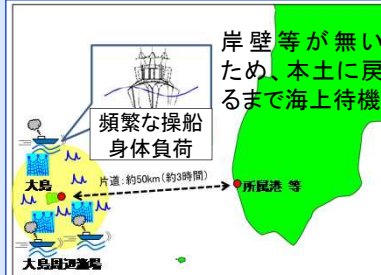 岸壁等が無い
ため、本土に戻
るまで海上待機
頻繁な操船
身体負荷
片道：約50km（約3時間）
大島
所属港 等
大島周辺漁場